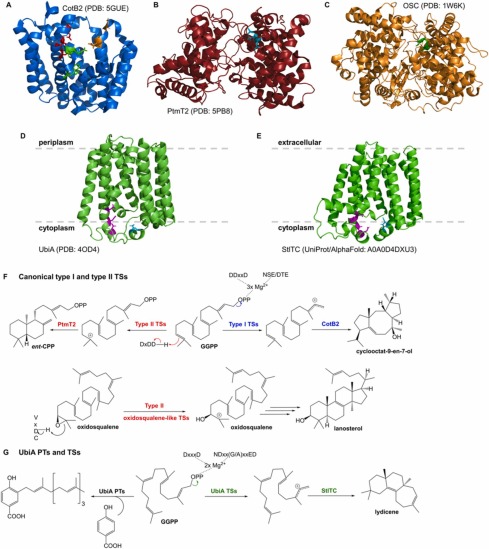 A
CotB2 (PDB: 5GUE)
B
PtmT2 (PDB: 5PB8)
C
OSC (PDB: 1W6K)
D
periplasm
cytoplasm
UbiA (PDB: 4OD4)
E
extracellular
cytoplasm
StlTC (UniProt/AlphaFold: A0A0D4DXU3)
F Canonical type I and type II TSs
DDxxD
NSE/DTE
3x Mg2+
OPP
OPP
PtmT2
Type II TSs
Type I TSs
CotB2
H
ent-CPP
DxDD
H
GGPP
OH
cyclooctat-9-en-7-ol
V
x
D
C
H
O
oxidosqualene
Type II
oxidosqualene-like TSs
HO
oxidosqualene
HO
H
H
lanosterol
G UbiA PTs and TSs
DxxxD
NDxx(G/A)xxED
2x Mg2+
OPP
OH
COOH
3
UbiA PTs
OH
COOH
GGPP
UbiA TSs
StlTC
lydicene